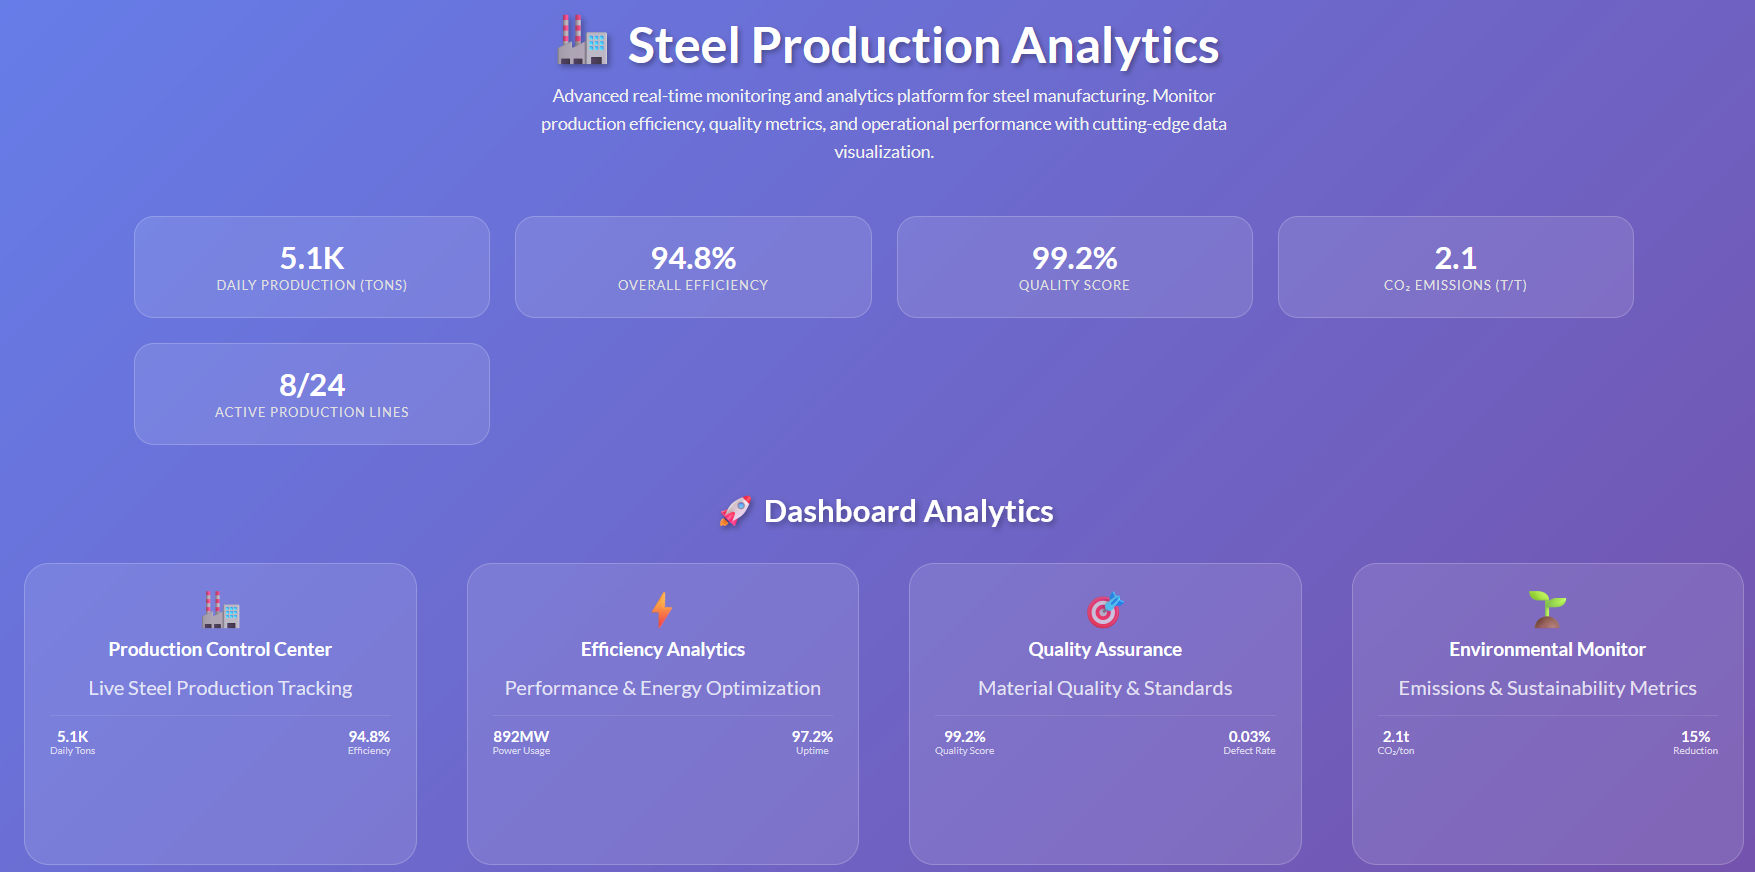 Steel Production Analytics
Advanced real-time monitoring and analytics platform for steel manufacturing. Monitor
production efficiency, quality metrics, and operational performance with cutting-edge data
visualization.
5.1K
DAILY PRODUCTION (TONS)
94.8%
OVERALL EFFICIENCY
99.2%
QUALITY SCORE
2.1
CO₂ EMISSIONS (T/T)
8/24
ACTIVE PRODUCTION LINES
Dashboard Analytics
Production Control Center
Live Steel Production Tracking
5.1K
Daily Tons
94.8%
Efficiency
Efficiency Analytics
Performance & Energy Optimization
892MW
Power Usage
97.2%
Uptime
Quality Assurance
Material Quality & Standards
99.2%
Quality Score
0.03%
Defect Rate
Environmental Monitor
Emissions & Sustainability Metrics
2.1t
CO₂/ton
15%
Reduction